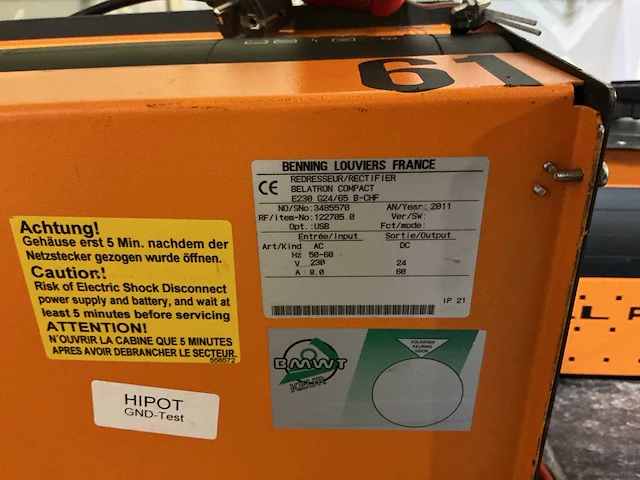 61
BENNING LOUVIERS FRANCE
REDRESSEUR/RECTIFIER
BELATRON COMPACT
E230 G24/65 B-CHF
NO/SNo: 3485570 AN/Year: 2011
RF/Item-No: 122705.0 Ver/SW:
Opt.: USB Fct/mode:
Entrée/Input Sortie/Output
Art/Kind AC DC
Hz 50-60
V 230 24
A 8.0 60
IP 21
CE
Achtung!
Gehäuse erst 5 Min. nachdem der
Netzstecker gezogen wurde öffnen.
Caution:
Risk of Electric Shock Disconnect
power supply and battery, and wait at
least 5 minutes before servicing
ATTENTION!
N'OUVRIR LA CABINE QUE 5 MINUTES
APRES AVOIR DEBRANCHER LE SECTEUR.
556572
BMWT
KEUR
VOLGENDE
KEURING
VOOR:
HIPOT
GND-Test